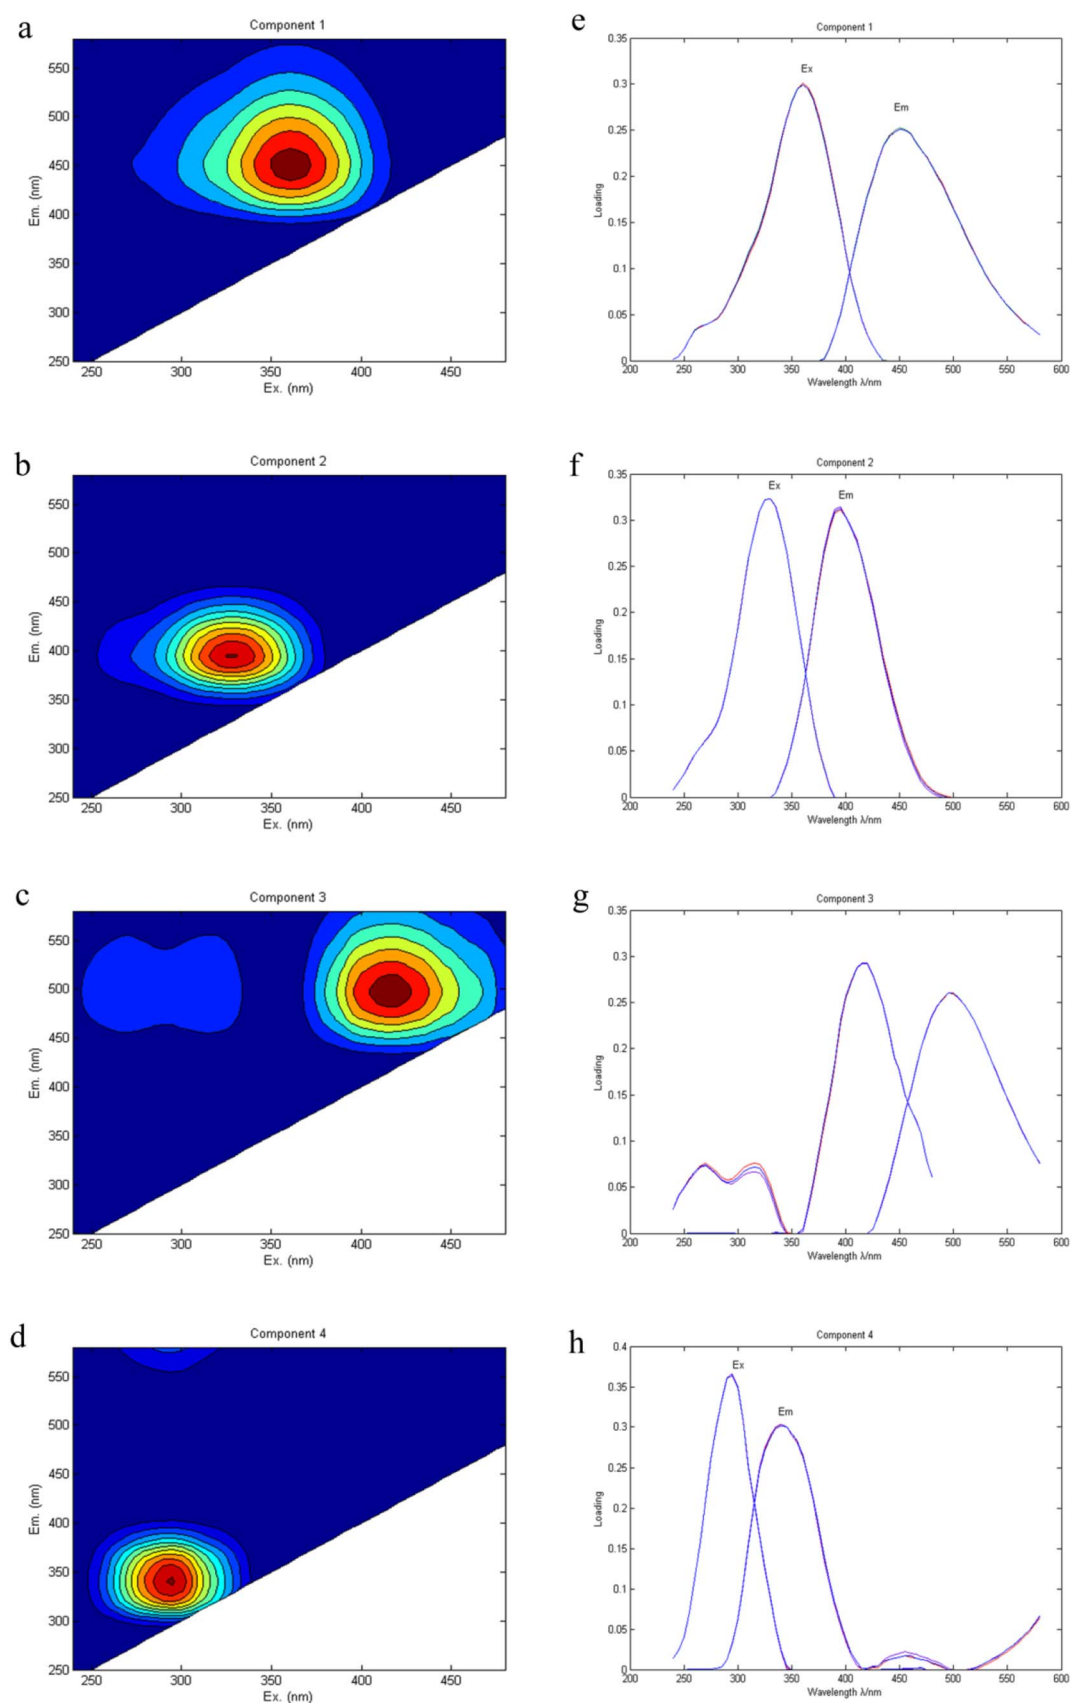 a
Component 1
550
500
450
400
350
300
250
Em. (nm)
250 300 350 400 450
Ex. (nm)
e
Component 1
0.35
0.3
0.25
0.2
0.15
0.1
0.05
0
Loading
Ex
Em
200 250 300 350 400 450 500 550 600
Wavelength λ/nm
b
Component 2
550
500
450
400
350
300
250
Em. (nm)
250 300 350 400 450
Ex. (nm)
f
Component 2
0.35
0.3
0.25
0.2
0.15
0.1
0.05
0
Loading
Ex
Em
200 250 300 350 400 450 500 550 600
Wavelength λ/nm
c
Component 3
550
500
450
400
350
300
250
Em. (nm)
250 300 350 400 450
Ex. (nm)
g
Component 3
0.35
0.3
0.25
0.2
0.15
0.1
0.05
0
Loading
200 250 300 350 400 450 500 550 600
Wavelength λ/nm
d
Component 4
550
500
450
400
350
300
250
Em. (nm)
250 300 350 400 450
Ex. (nm)
h
Component 4
0.4
0.35
0.3
0.25
0.2
0.15
0.1
0.05
0
Loading
Ex
Em
200 250 300 350 400 450 500 550 600
Wavelength λ/nm